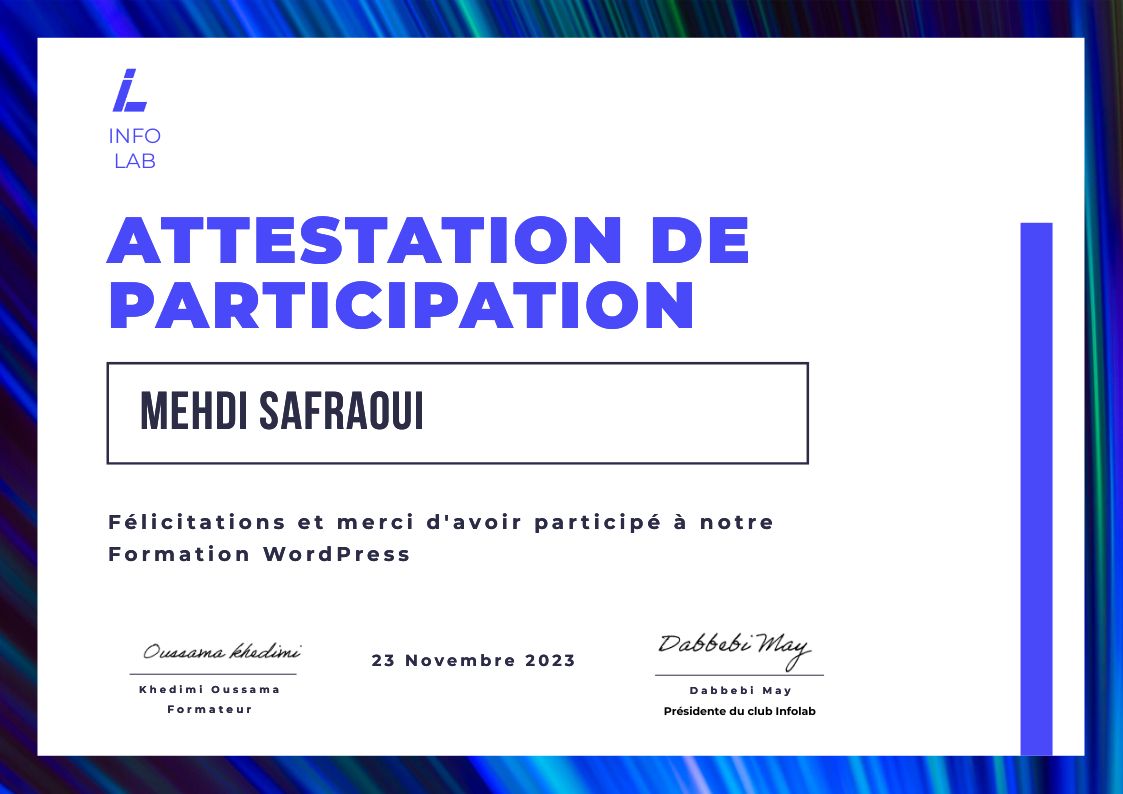 INFO
LAB
ATTESTATION DE
PARTICIPATION
MEHDI SAFRAOUI
Félicitations et merci d'avoir participé à notre
Formation WordPress
Oussama khedimi
23 Novembre 2023
Dabbebi May
Khedimi Oussama
Formateur
Dabbebi May
Présidente du club Infolab